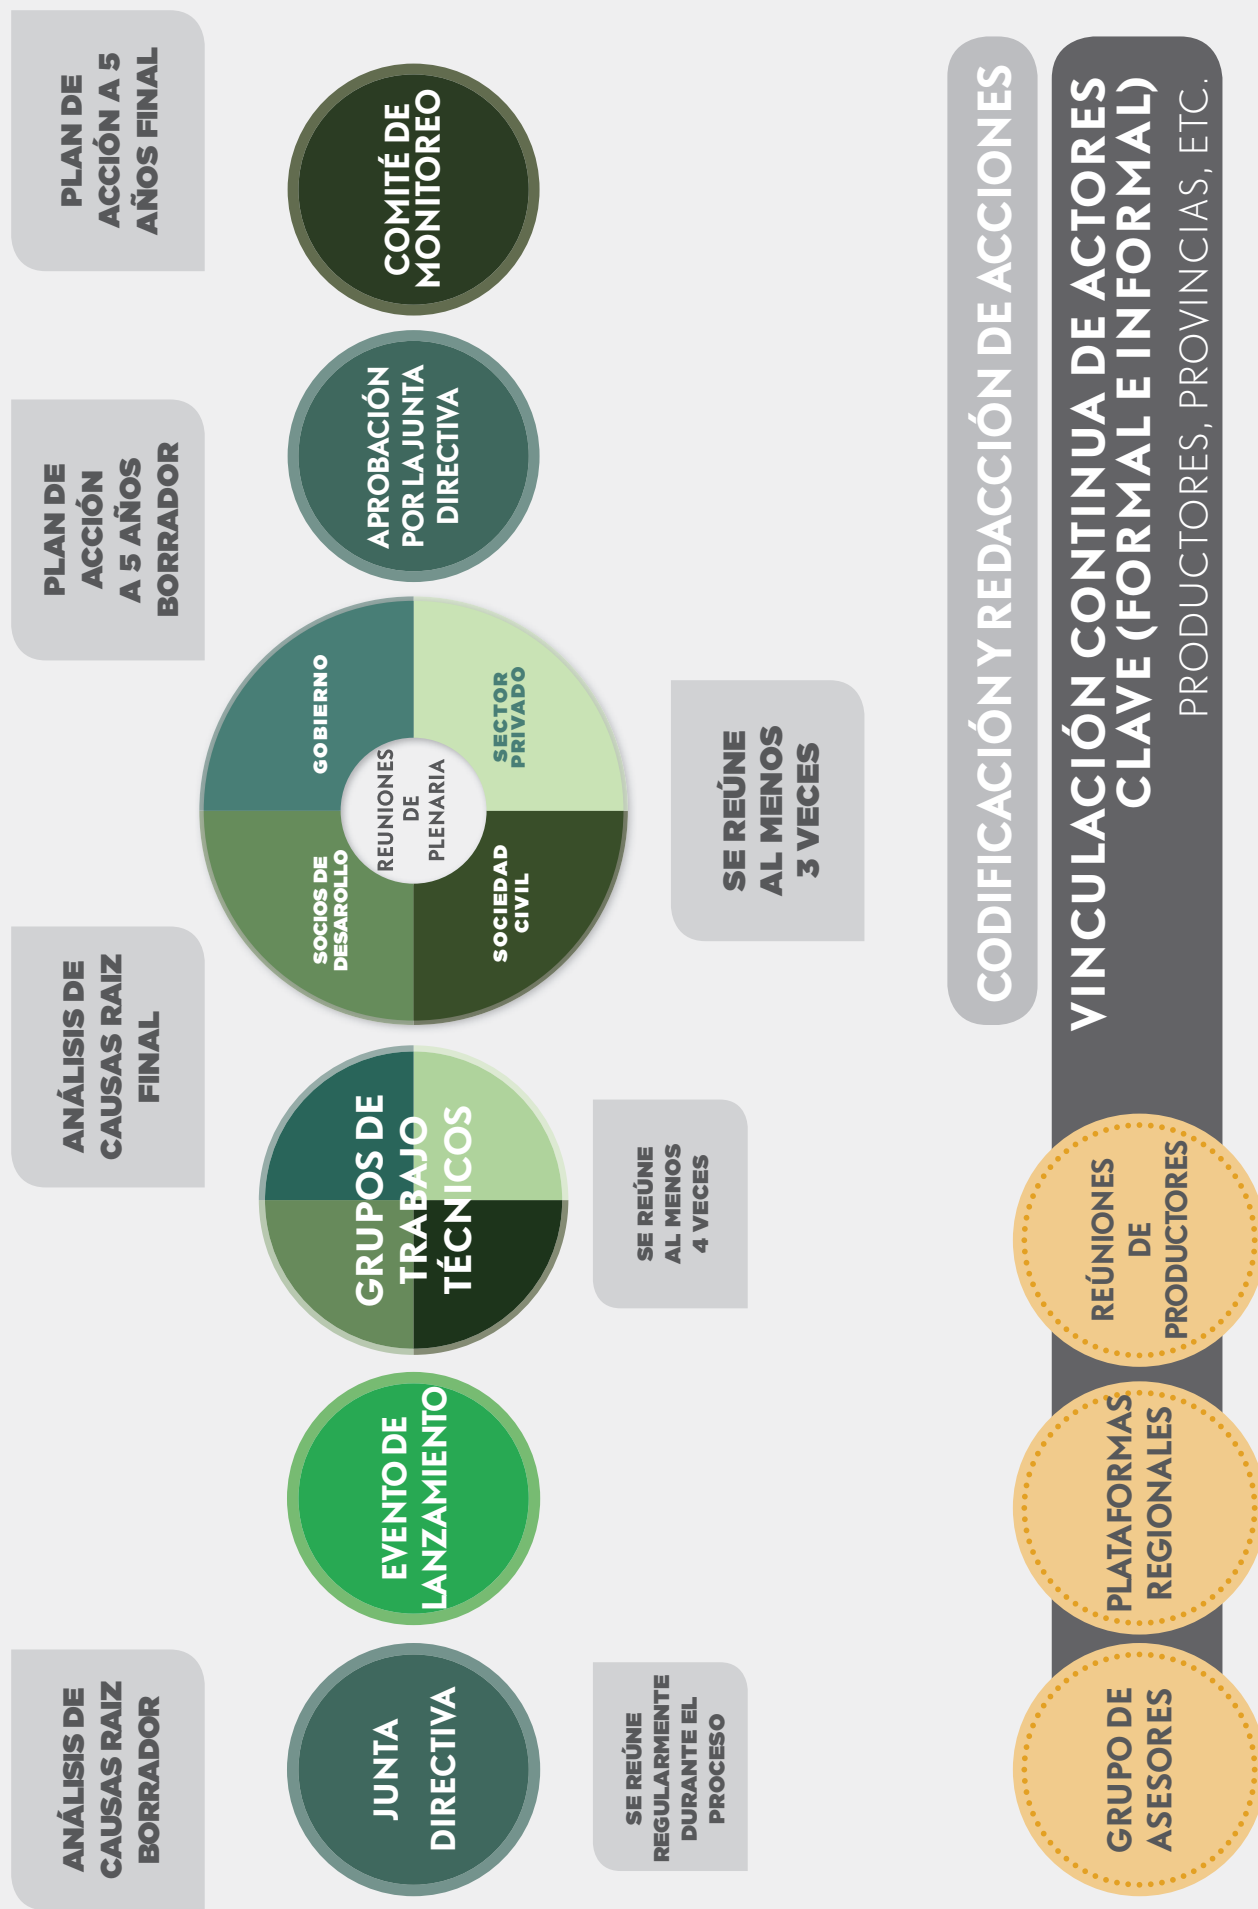 ANÁLISIS DE
CAUSAS RAIZ
BORRADOR
ANÁLISIS DE
CAUSAS RAIZ
FINAL
PLAN DE
ACCIÓN
A 5 AÑOS
BORRADOR
PLAN DE
ACCIÓN A 5
AÑOS FINAL
JUNTA
DIRECTIVA
EVENTO DE
LANZAMIENTO
GRUPOS DE
TRABAJO
TÉCNICOS
SOCIOS DE
DESAROLLO
GOBIERNO
REUNIONES
DE
PLENARIA
SOCIEDAD
CIVIL
SECTOR
PRIVADO
APROBACIÓN
POR LA JUNTA
DIRECTIVA
COMITÉ DE
MONITOREO
SE REÚNE
REGULARMENTE
DURANTE EL
PROCESO
SE REÚNE
AL MENOS
4 VECES
SE REÚNE
AL MENOS
3 VECES
CODIFICACIÓN Y REDACCIÓN DE ACCIONES
GRUPO DE
ASESORES
PLATAFORMAS
REGIONALES
REÚNIONES
DE
PRODUCTORES
VINCULACIÓN CONTINUA DE ACTORES
CLAVE (FORMAL E INFORMAL)
PRODUCTORES, PROVINCIAS, ETC.